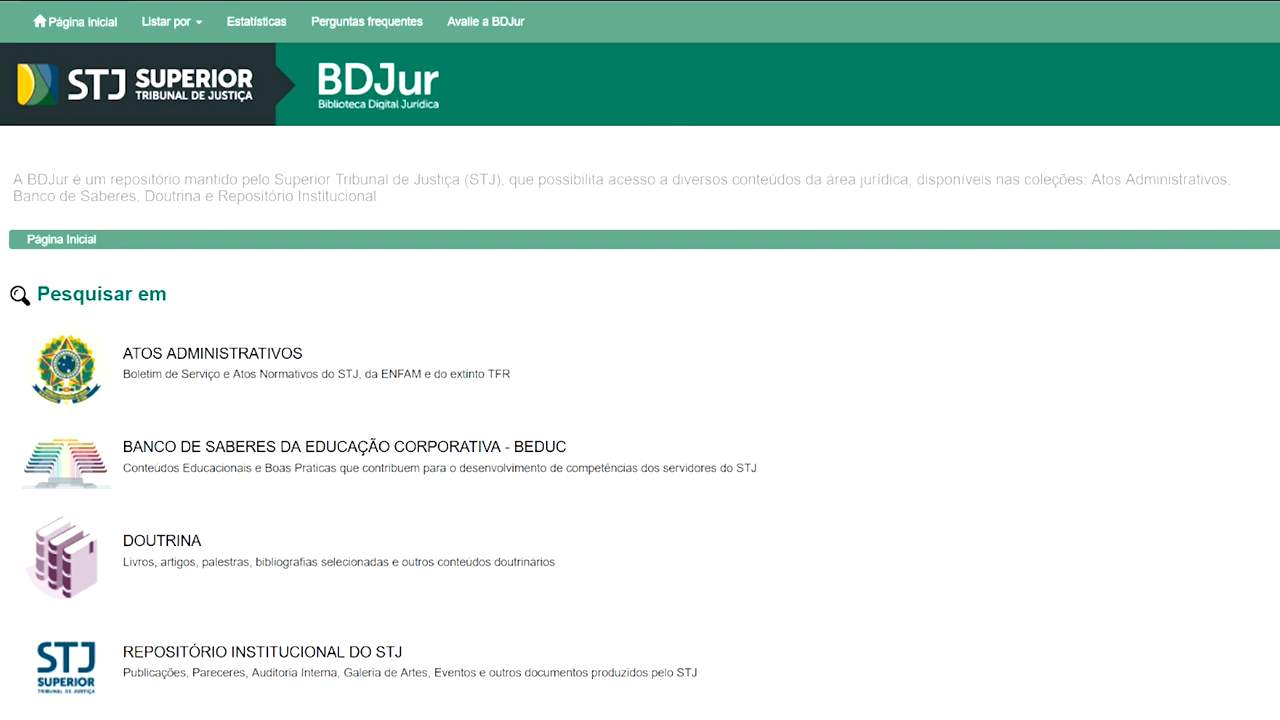 Página Inicial Listar por Estatísticas Perguntas frequentes Avalie a BDJur
STJ SUPERIOR
TRIBUNAL DE JUSTIÇA
BDJur
Biblioteca Digital Jurídica
A BDJur é um repositório mantido pelo Superior Tribunal de Justiça (STJ), que possibilita acesso a diversos conteúdos da área jurídica, disponíveis nas coleções: Atos Administrativos,
Banco de Saberes, Doutrina e Repositório Institucional.
Página Inicial
Pesquisar em
ATOS ADMINISTRATIVOS
Boletim de Serviço e Atos Normativos do STJ, da ENFAM e do extinto TFR
BANCO DE SABERES DA EDUCAÇÃO CORPORATIVA - BEDUC
Conteúdos Educacionais e Boas Práticas que contribuem para o desenvolvimento de competências dos servidores do STJ
DOUTRINA
Livros, artigos, palestras, bibliografias selecionadas e outros conteúdos doutrinários
STJ
SUPERIOR
TRIBUNAL DE JUSTIÇA
REPOSITÓRIO INSTITUCIONAL DO STJ
Publicações, Pareceres, Auditoria Interna, Galeria de Artes, Eventos e outros documentos produzidos pelo STJ